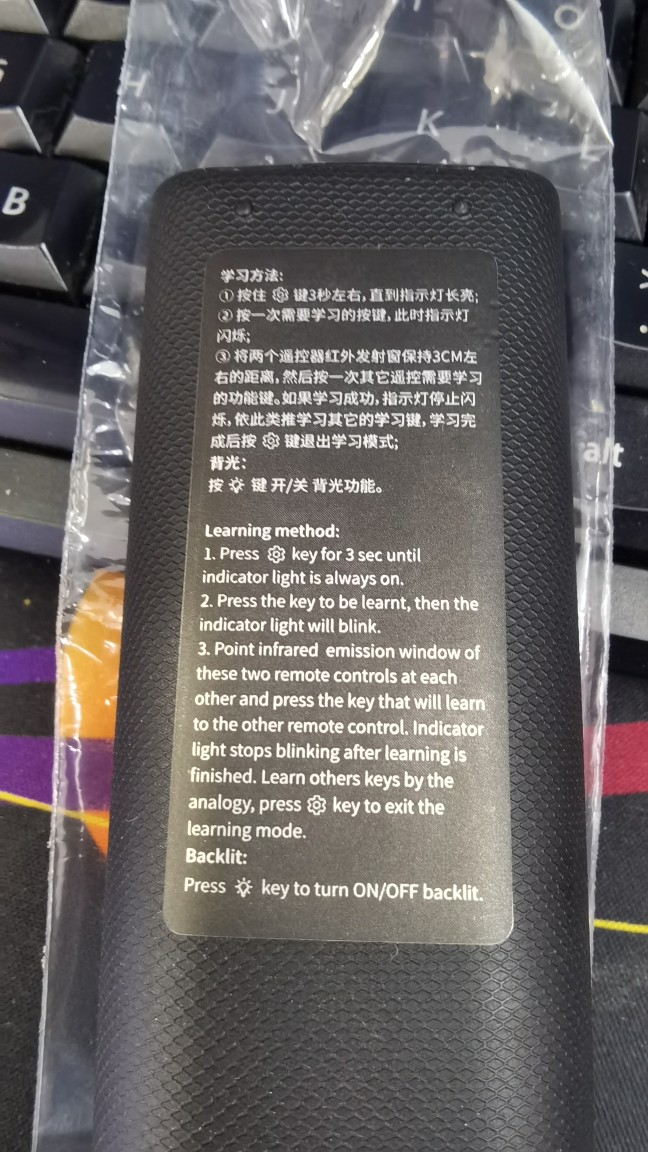 H
J
K
L
O
G
B
alt
学习方法:
① 按住 键3秒左右,直到指示灯长亮;
② 按一次需要学习的按键,此时指示灯
闪烁;
③ 将两个遥控器红外发射窗保持3CM左
右的距离,然后按一次其它遥控需要学习
的功能键。如果学习成功,指示灯停止闪
烁,依此类推学习其它的学习键,学习完
成后按 键退出学习模式;
背光:
按 键 开/关 背光功能。
Learning method:
1. Press key for 3 sec until
indicator light is always on.
2. Press the key to be learnt, then the
indicator light will blink.
3. Point infrared emission window of
these two remote controls at each
other and press the key that will learn
to the other remote control. Indicator
light stops blinking after learning is
finished. Learn others keys by the
analogy, press key to exit the
learning mode.
Backlit:
Press key to turn ON/OFF backlit.